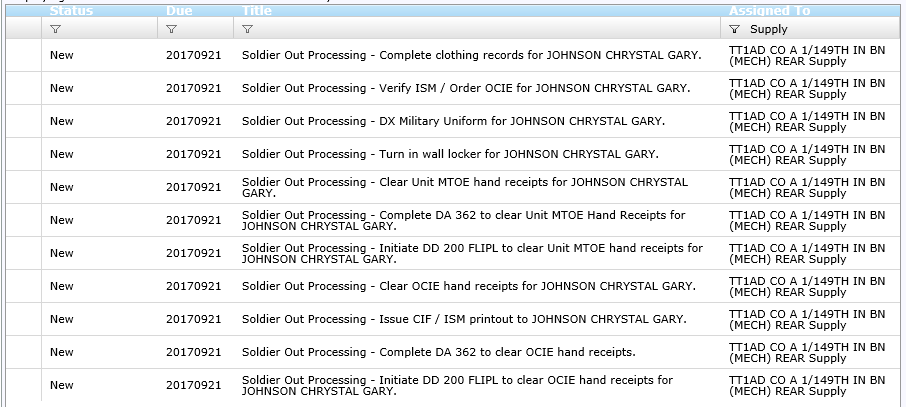 Status Due Title Assigned To
Supply
New 20170921 Soldier Out Processing - Complete clothing records for JOHNSON CHRYSTAL GARY. TT1AD CO A 1/149TH IN BN
(MECH) REAR Supply
New 20170921 Soldier Out Processing - Verify ISM / Order OCIE for JOHNSON CHRYSTAL GARY. TT1AD CO A 1/149TH IN BN
(MECH) REAR Supply
New 20170921 Soldier Out Processing - DX Military Uniform for JOHNSON CHRYSTAL GARY. TT1AD CO A 1/149TH IN BN
(MECH) REAR Supply
New 20170921 Soldier Out Processing - Turn in wall locker for JOHNSON CHRYSTAL GARY. TT1AD CO A 1/149TH IN BN
(MECH) REAR Supply
New 20170921 Soldier Out Processing - Clear Unit MTOE hand receipts for JOHNSON CHRYSTAL TT1AD CO A 1/149TH IN BN
GARY. (MECH) REAR Supply
New 20170921 Soldier Out Processing - Complete DA 362 to clear Unit MTOE Hand Receipts for TT1AD CO A 1/149TH IN BN
JOHNSON CHRYSTAL GARY. (MECH) REAR Supply
New 20170921 Soldier Out Processing - Initiate DD 200 FLIPL to clear Unit MTOE hand receipts for TT1AD CO A 1/149TH IN BN
JOHNSON CHRYSTAL GARY. (MECH) REAR Supply
New 20170921 Soldier Out Processing - Clear OCIE hand receipts for JOHNSON CHRYSTAL GARY. TT1AD CO A 1/149TH IN BN
(MECH) REAR Supply
New 20170921 Soldier Out Processing - Issue CIF / ISM printout to JOHNSON CHRYSTAL GARY. TT1AD CO A 1/149TH IN BN
(MECH) REAR Supply
New 20170921 Soldier Out Processing - Complete DA 362 to clear OCIE hand receipts. TT1AD CO A 1/149TH IN BN
(MECH) REAR Supply
New 20170921 Soldier Out Processing - Initiate DD 200 FLIPL to clear OCIE hand receipts for TT1AD CO A 1/149TH IN BN
JOHNSON CHRYSTAL GARY. (MECH) REAR Supply